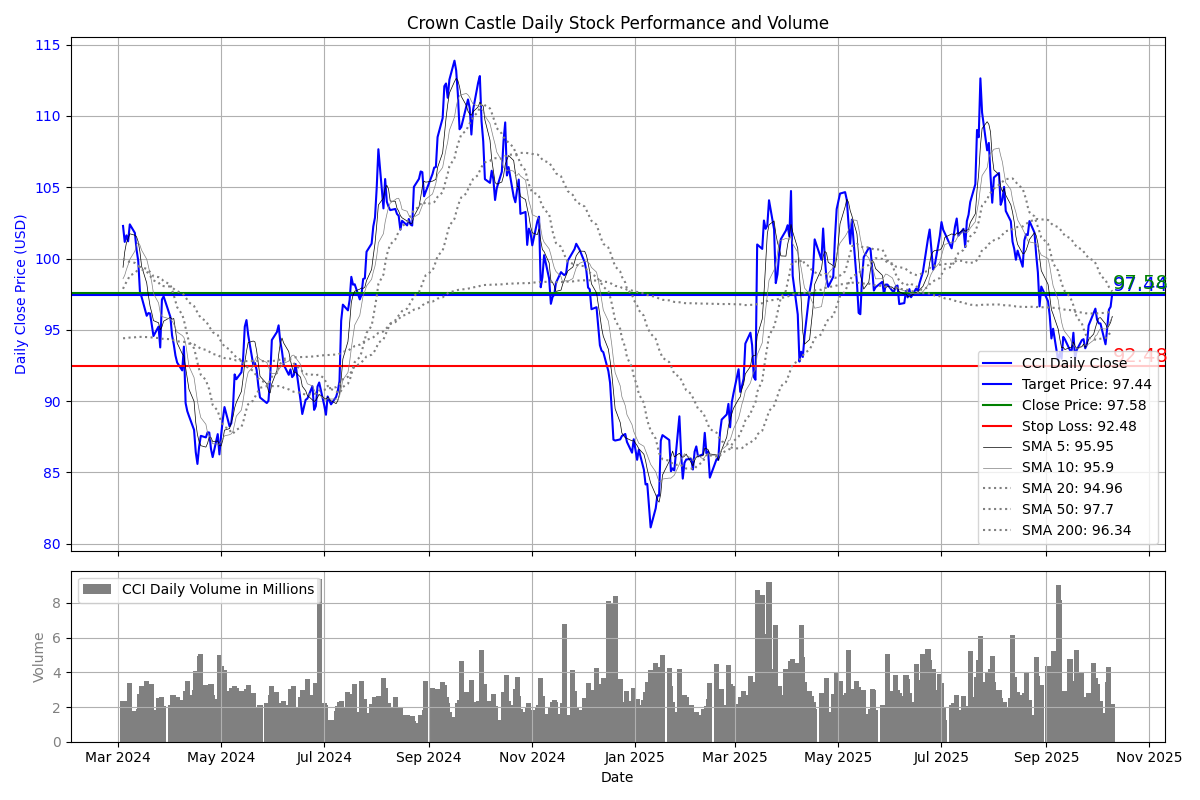 Crown Castle Daily Stock Performance and Volume
115
110
105
100
95
90
85
80
Daily Close Price (USD)
97.58
97.44
92.48
CCI Daily Close
Target Price: 97.44
Close Price: 97.58
Stop Loss: 92.48
SMA 5: 95.95
SMA 10: 95.9
SMA 20: 94.96
SMA 50: 97.7
SMA 200: 96.34
CCI Daily Volume in Millions
8
6
4
2
0
Volume
Mar 2024 May 2024 Jul 2024 Sep 2024 Nov 2024 Jan 2025 Mar 2025 May 2025 Jul 2025 Sep 2025 Nov 2025
Date